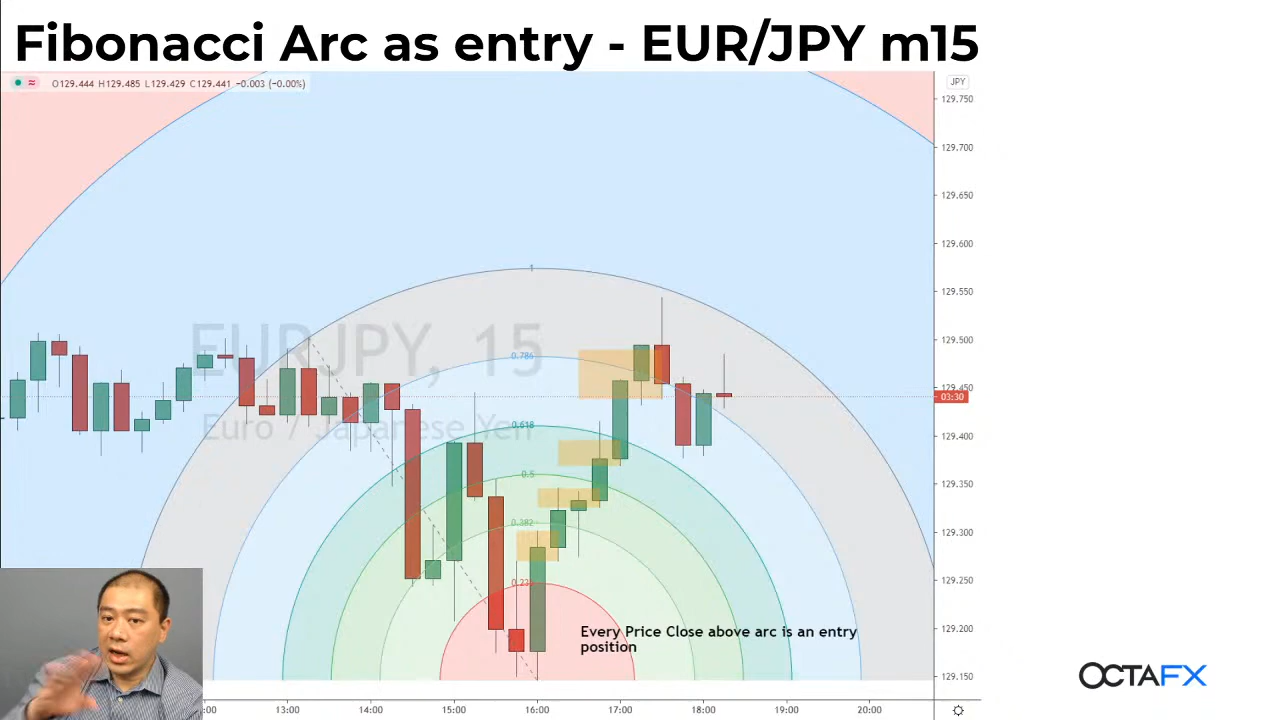 Fibonacci Arc as entry - EUR/JPY m15
O129.444 H129.485 L129.429 C129.441 −0.003 (−0.00%)
JPY
129.750
129.700
129.650
129.600
129.550
1
129.500
EURJPY, 15
0.786
129.450
03:30
Euro / Japanese Yen
0.618
129.400
0.5
129.350
0.382
129.300
129.250
Every Price Close above arc is an entry
position
129.200
129.150
OCTAFX
13:00 14:00 15:00 16:00 17:00 18:00 19:00 20:00